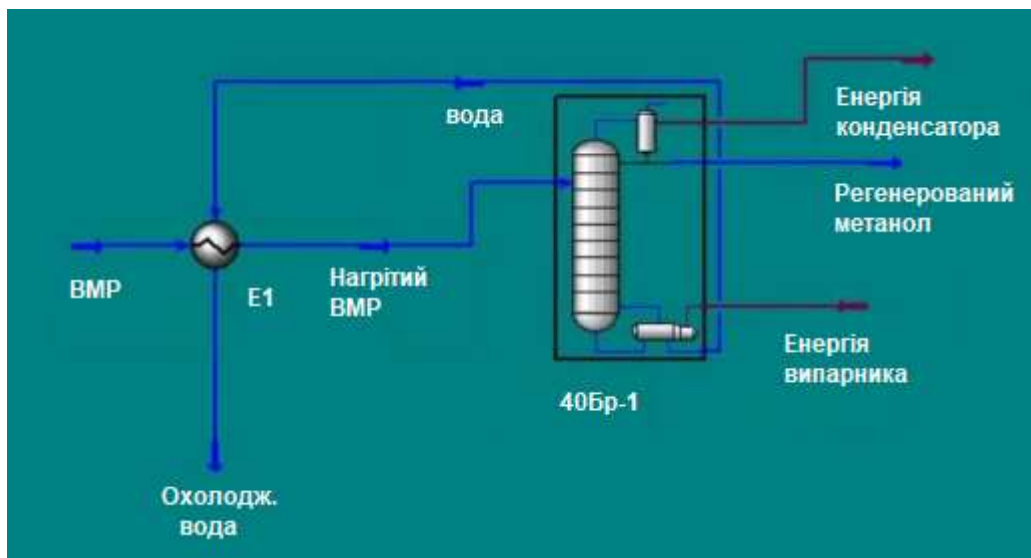 вода
Енергія
конденсатора
Регенерований
метанол
ВМР
Е1
Нагрітий
ВМР
Енергія
випарника
40Бр-1
Охолодж.
вода